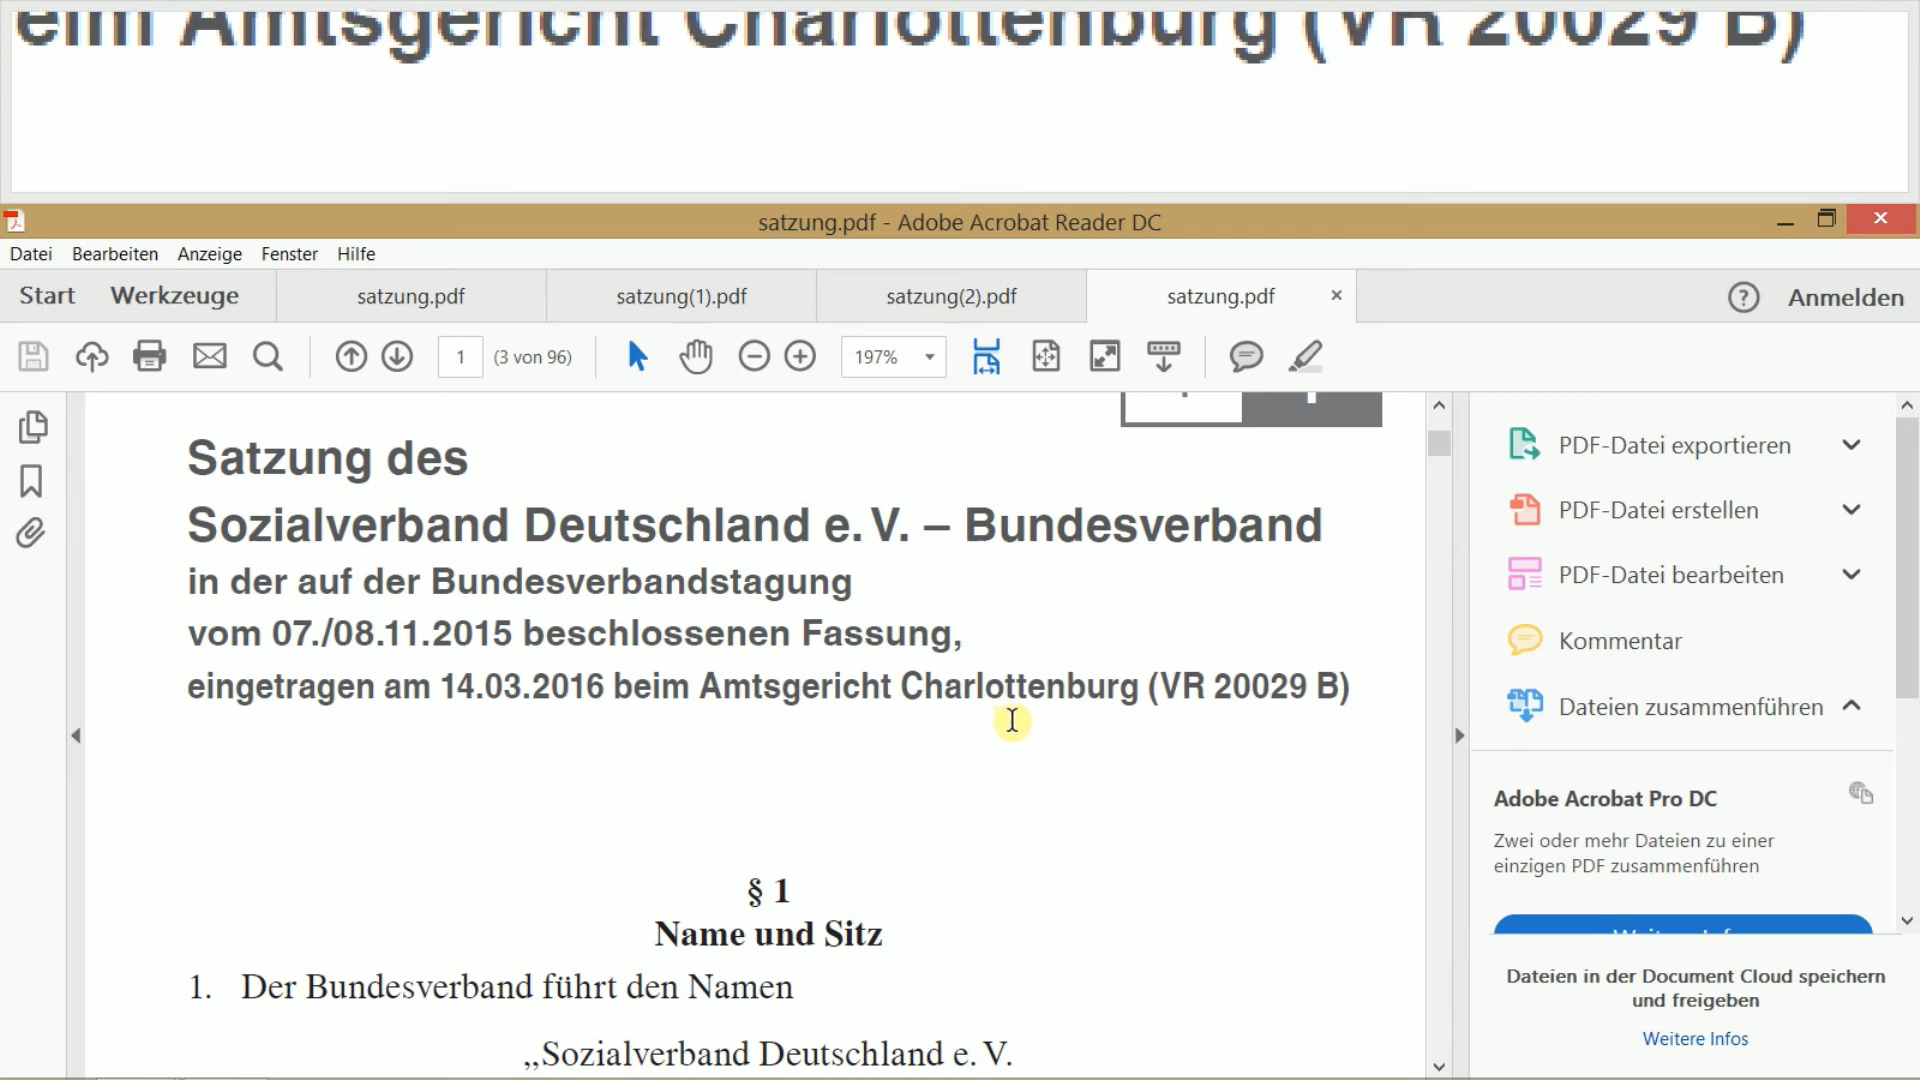 eim Amtsgericht Charlottenburg (VR 20029 B)
satzung.pdf - Adobe Acrobat Reader DC
Datei Bearbeiten Anzeige Fenster Hilfe
Start Werkzeuge satzung.pdf satzung(1).pdf satzung(2).pdf satzung.pdf × ? Anmelden
1 (3 von 96) 197%
Satzung des
Sozialverband Deutschland e. V. – Bundesverband
in der auf der Bundesverbandstagung
vom 07./08.11.2015 beschlossenen Fassung,
eingetragen am 14.03.2016 beim Amtsgericht Charlottenburg (VR 20029 B)
§ 1
Name und Sitz
1. Der Bundesverband führt den Namen
„Sozialverband Deutschland e. V.
PDF-Datei exportieren
PDF-Datei erstellen
PDF-Datei bearbeiten
Kommentar
Dateien zusammenführen
Adobe Acrobat Pro DC
Zwei oder mehr Dateien zu einer
einzigen PDF zusammenführen
Dateien in der Document Cloud speichern
und freigeben
Weitere Infos